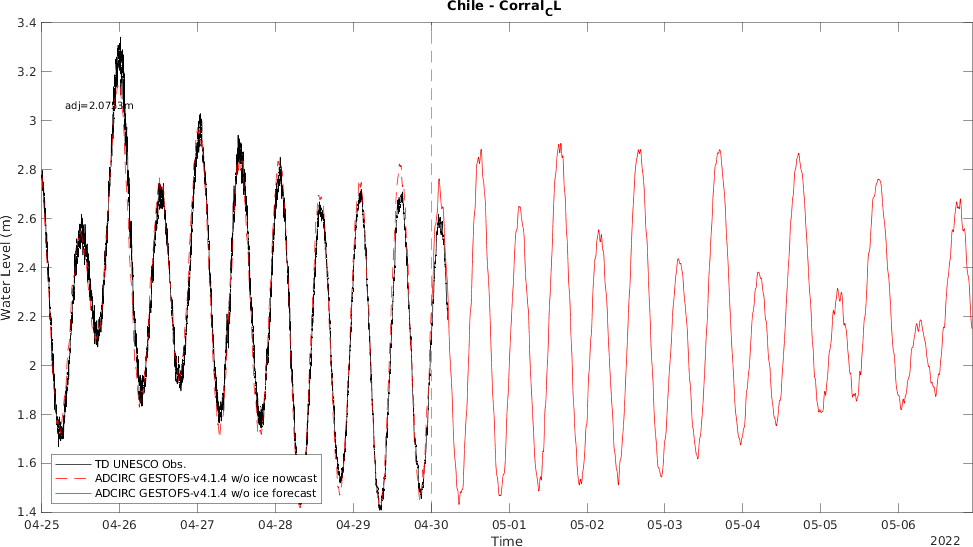 Chile - Corral_CL
3.4
3.2
3
2.8
2.6
2.4
2.2
2
1.8
1.6
1.4
Water Level (m)
adj=2.0753m
TD UNESCO Obs.
ADCIRC GESTOFS-v4.1.4 w/o ice nowcast
ADCIRC GESTOFS-v4.1.4 w/o ice forecast
04-25 04-26 04-27 04-28 04-29 04-30 05-01 05-02 05-03 05-04 05-05 05-06
Time
2022